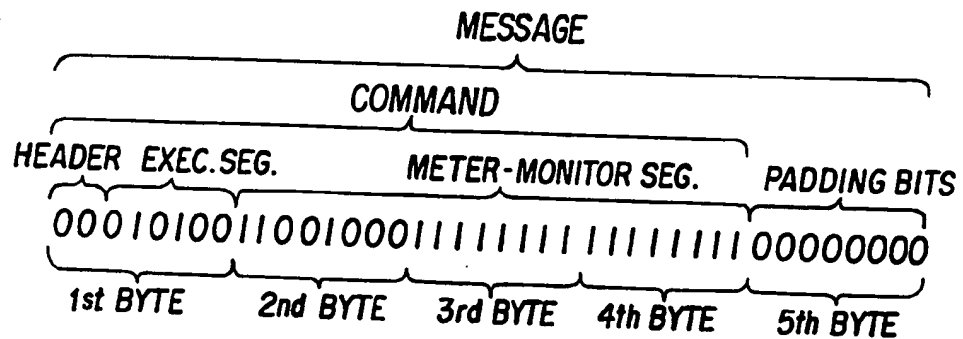 MESSAGE
COMMAND
HEADER EXEC. SEG. METER-MONITOR SEG. PADDING BITS
0001010011001000111111111111111100000000
1st BYTE 2nd BYTE 3rd BYTE 4th BYTE 5th BYTE